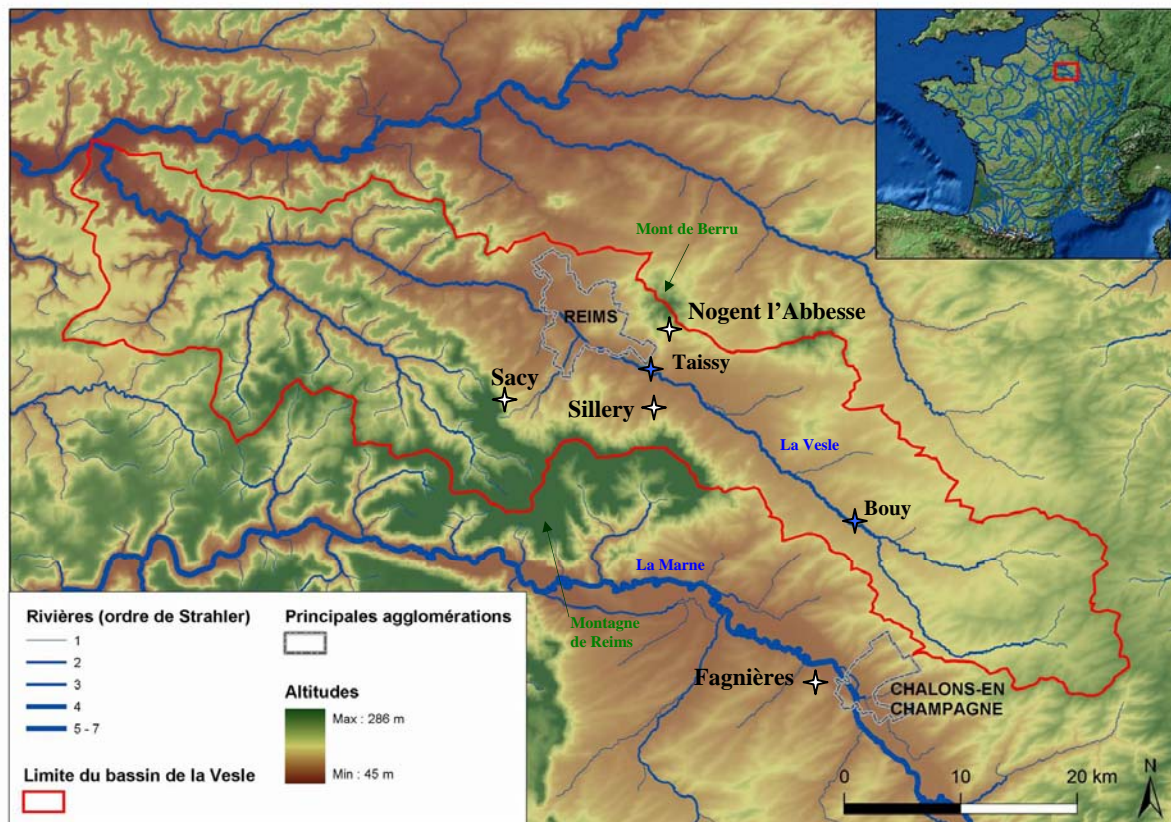 Mont de Berru
Nogent l'Abbesse
REIMS
Taissy
Sacy
Sillery
La Vesle
Bouy
La Marne
Montagne
de Reims
Fagnières
CHALONS-EN
CHAMPAGNE
Rivières (ordre de Strahler)
1
2
3
4
5 - 7
Limite du bassin de la Vesle
Principales agglomérations
Altitudes
Max : 286 m
Min : 45 m
0 10 20 km
N